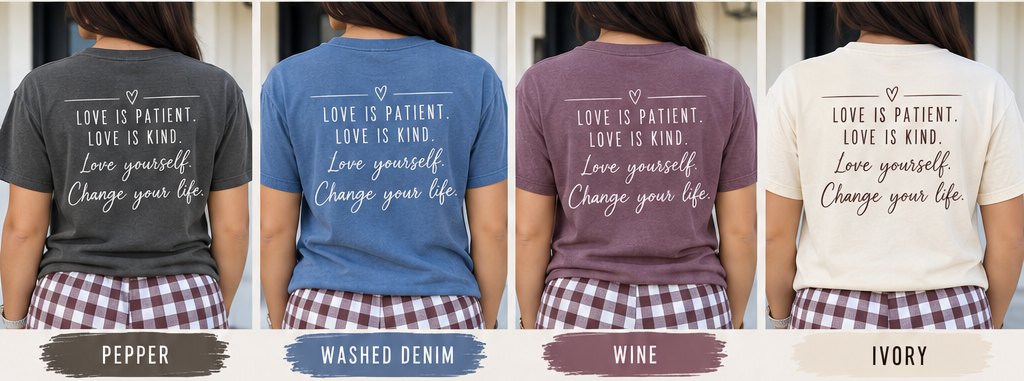 LOVE IS PATIENT.
LOVE IS KIND.
Love yourself.
Change your life.
PEPPER
LOVE IS PATIENT.
LOVE IS KIND.
Love yourself.
Change your life.
WASHED DENIM
LOVE IS PATIENT.
LOVE IS KIND.
Love yourself.
Change your life.
WINE
LOVE IS PATIENT.
LOVE IS KIND.
Love yourself.
Change your life.
IVORY